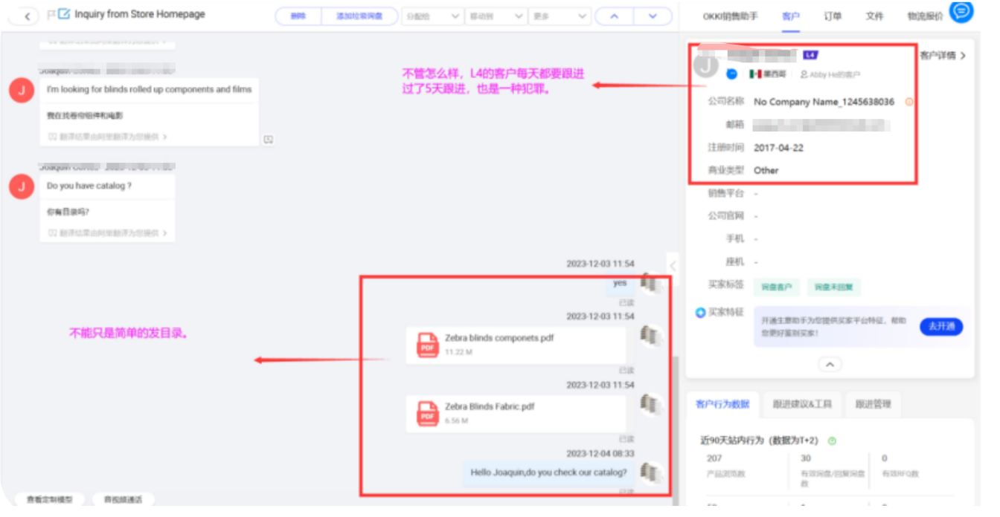 Inquiry from Store Homepage
删除
添加垃圾询盘
分配给
移动到
更多
OKKI销售助手
客户
订单
文件
物流报价
J
I'm looking for blinds rolled up components and films
我在找卷帘组件和电影
翻译结果由阿里翻译为您提供 >
J
Do you have catalog ?
你有目录吗?
翻译结果由阿里翻译为您提供 >
不管怎么样，L4的客户每天都要跟进
过了5天跟进，也是一种犯罪。
不能只是简单的发目录。
2023-12-03 11:54
yes
已读
2023-12-03 11:54
Zebra blinds componets.pdf
PDF
11.22 M
已读
2023-12-03 11:54
Zebra Blinds Fabric.pdf
PDF
6.56 M
已读
2023-12-04 08:33
Hello Joaquin,do you check our catalog?
已读
查看定制模型
音视频通话
J
L4
客户详情 >
墨西哥
Abby He的客户
公司名称 No Company Name_1245638036
邮箱
注册时间 2017-04-22
商业类型 Other
销售平台 -
公司官网 -
手机 -
座机 -
买家标签 询盘客户 询盘未回复
买家特征
开通生意助手为您提供买家平台特征，帮助
您更好鉴别买家！
去开通
客户行为数据
跟进建议&工具
跟进管理
近90天站内行为 (数据为T+2)
207
产品浏览数
30
有效询盘/回复询盘
数
0
有效RFQ数